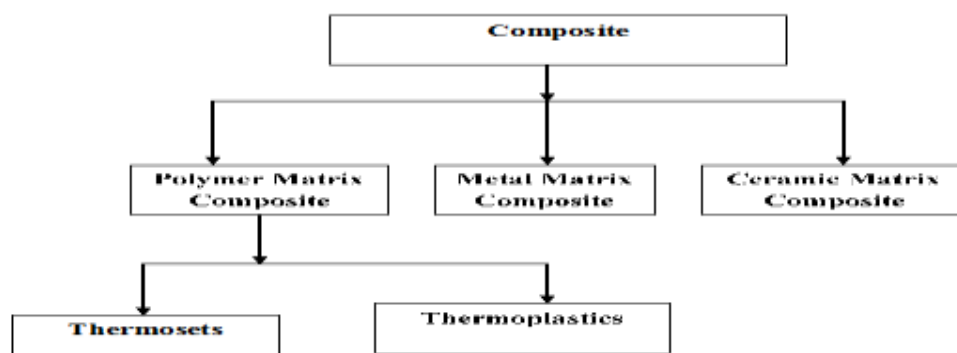 Composite
Polymer Matrix
Composite
Metal Matrix
Composite
Ceramic Matrix
Composite
Thermosets
Thermoplastics